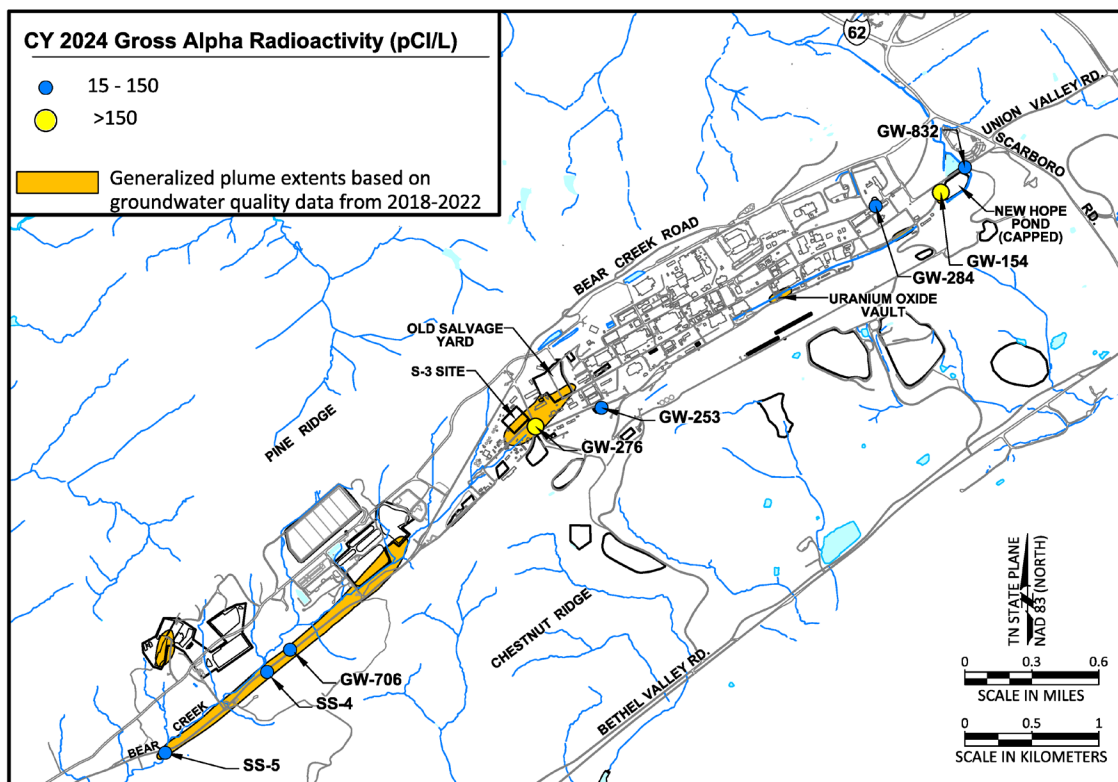 CY 2024 Gross Alpha Radioactivity (pCI/L)
15 - 150
>150
Generalized plume extents based on
groundwater quality data from 2018-2022
62
UNION VALLEY RD.
SCARBORO
RD.
GW-832
NEW HOPE
POND
(CAPPED)
GW-154
GW-284
URANIUM OXIDE
VAULT
BEAR CREEK ROAD
OLD SALVAGE
YARD
S-3 SITE
GW-253
GW-276
PINE RIDGE
CHESTNUT RIDGE
BETHEL VALLEY RD.
GW-706
SS-4
BEAR CREEK
SS-5
TN STATE PLANE
NAD 83 (NORTH)
0 0.3 0.6
SCALE IN MILES
0 0.5 1
SCALE IN KILOMETERS